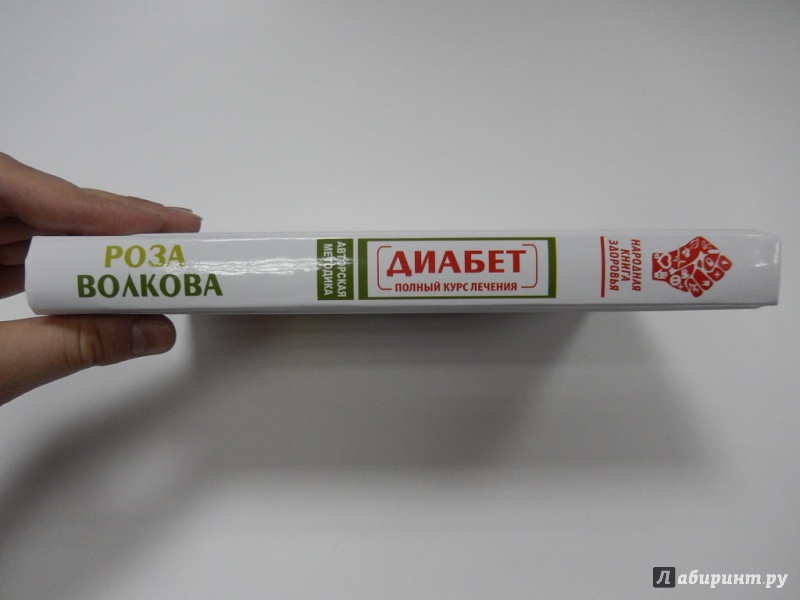 РОЗА
ВОЛКОВА
АВТОРСКАЯ
МЕТОДИКА
ДИАБЕТ
ПОЛНЫЙ КУРС ЛЕЧЕНИЯ
НАРОДНАЯ
КНИГА
ЗДОРОВЬЯ
Лабиринт.ру